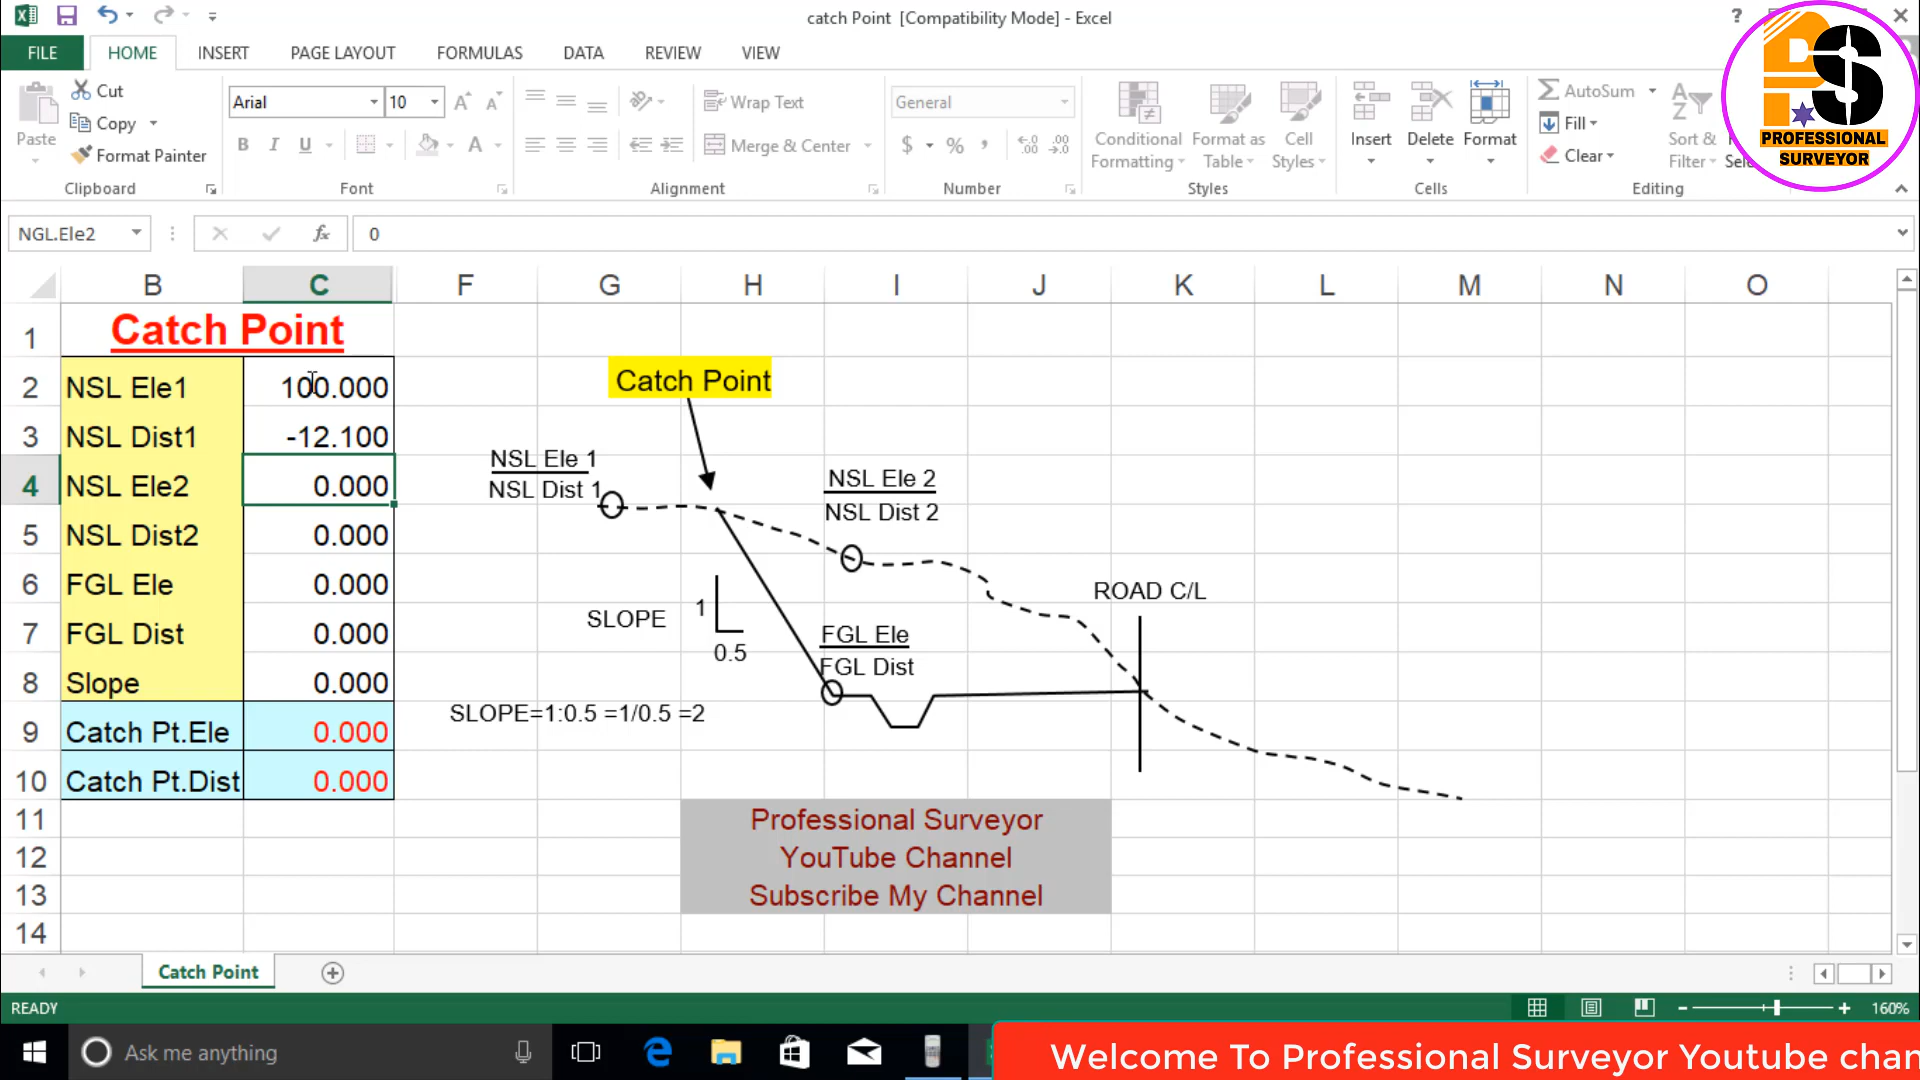 catch Point [Compatibility Mode] - Excel
?
FILE HOME INSERT PAGE LAYOUT FORMULAS DATA REVIEW VIEW
Paste
Cut
Copy
Format Painter
Clipboard
Arial 10
B I U
Font
Wrap Text
Merge & Center
Alignment
General
$ % ,
Number
Conditional Formatting
Format as Table
Cell Styles
Styles
Insert Delete Format
Cells
AutoSum
Fill
Clear
Sort &
Filter
Editing
PS
PROFESSIONAL
SURVEYOR
NGL.Ele2 fx 0
B C F G H I J K L M N O
1 Catch Point
2 NSL Ele1 100.000
3 NSL Dist1 -12.100
4 NSL Ele2 0.000
5 NSL Dist2 0.000
6 FGL Ele 0.000
7 FGL Dist 0.000
8 Slope 0.000
9 Catch Pt.Ele 0.000
10 Catch Pt.Dist 0.000
11
12
13
14
Catch Point
NSL Ele 1
NSL Dist 1
NSL Ele 2
NSL Dist 2
ROAD C/L
SLOPE 1
0.5
FGL Ele
FGL Dist
SLOPE=1:0.5 =1/0.5 =2
Professional Surveyor
YouTube Channel
Subscribe My Channel
Catch Point
READY
160%
Ask me anything
Welcome To Professional Surveyor Youtube chan